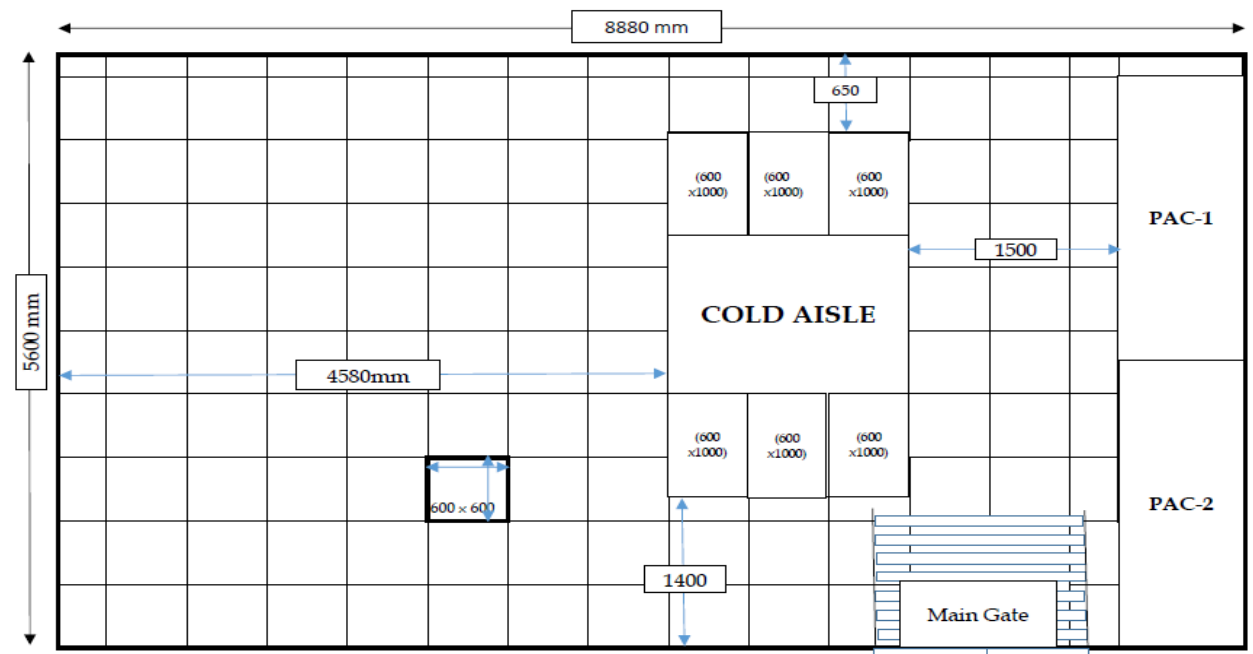 8880 mm
650
(600
x1000)
(600
x1000)
(600
x1000)
PAC-1
1500
5600 mm
COLD AISLE
4580mm
(600
x1000)
(600
x1000)
(600
x1000)
600 x 600
PAC-2
1400
Main Gate